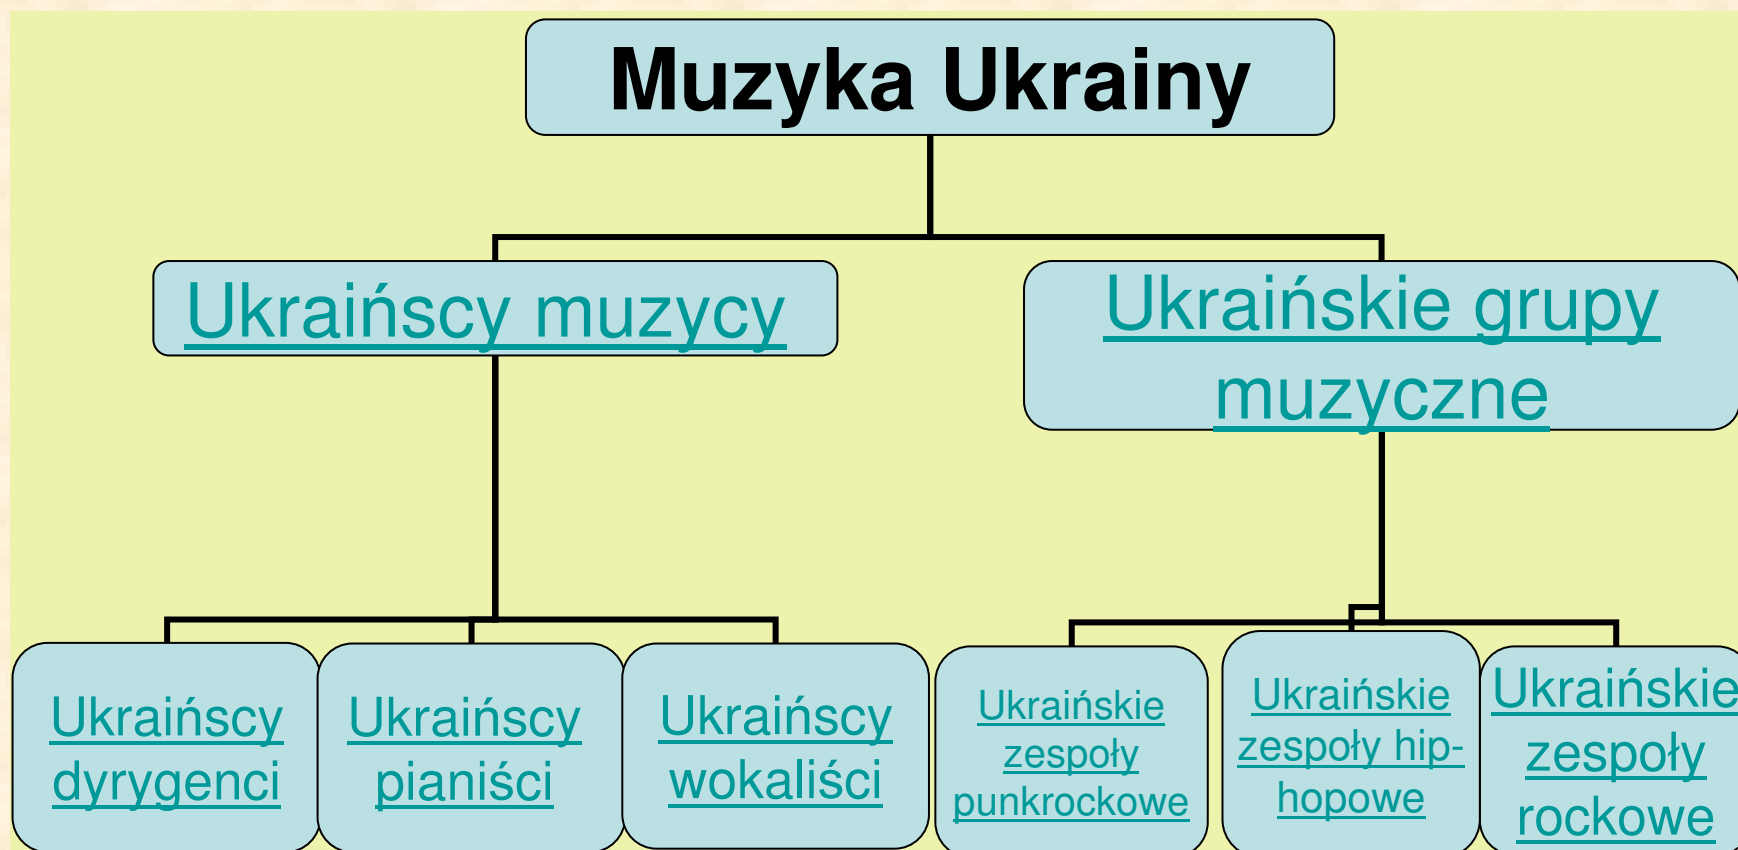 Muzyka Ukrainy
Ukraińscy muzycy
Ukraińskie grupy
muzyczne
Ukraińscy
dyrygenci
Ukraińscy
pianiści
Ukraińscy
wokaliści
Ukraińskie
zespoły
punkrockowe
Ukraińskie
zespoły hip-
hopowe
Ukraińskie
zespoły
rockowe